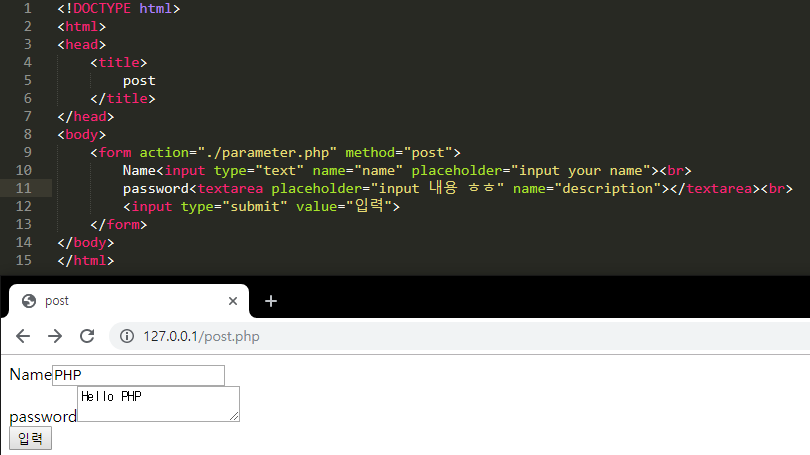 1 <!DOCTYPE html>
2 <html>
3 <head>
4 <title>
5 post
6 </title>
7 </head>
8 <body>
9 <form action="./parameter.php" method="post">
10 Name<input type="text" name="name" placeholder="input your name"><br>
11 password<textarea placeholder="input 내용 ㅎㅎ" name="description"></textarea><br>
12 <input type="submit" value="입력">
13 </form>
14 </body>
15 </html>
post
127.0.0.1/post.php
Name PHP
password Hello PHP
입력